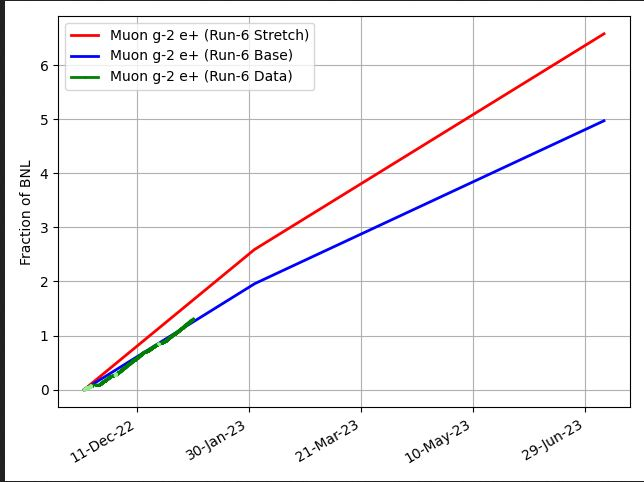 Muon g-2 e+ (Run-6 Stretch)
Muon g-2 e+ (Run-6 Base)
Muon g-2 e+ (Run-6 Data)
Fraction of BNL
6
5
4
3
2
1
0
11-Dec-22
30-Jan-23
21-Mar-23
10-May-23
29-Jun-23